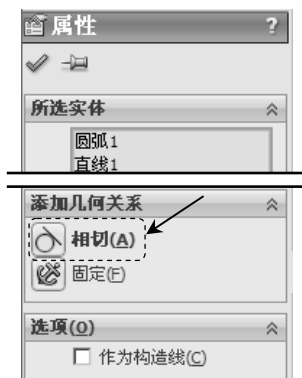 属性 ?
所选实体
圆弧1
直线1
添加几何关系
相切(A)
固定(F)
选项(O)
作为构造线(C)